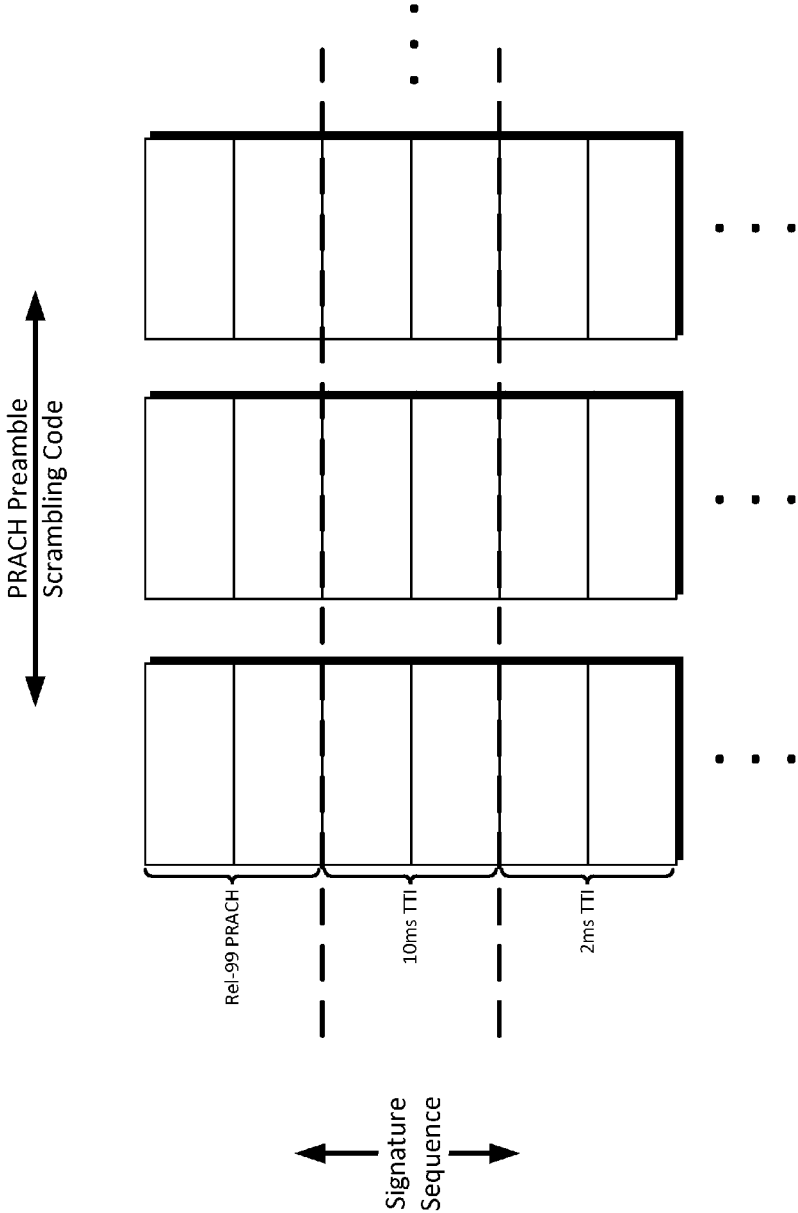 PRACH Preamble
Scrambling Code
Rel-99 PRACH
10ms TTI
2ms TTI
Signature
Sequence